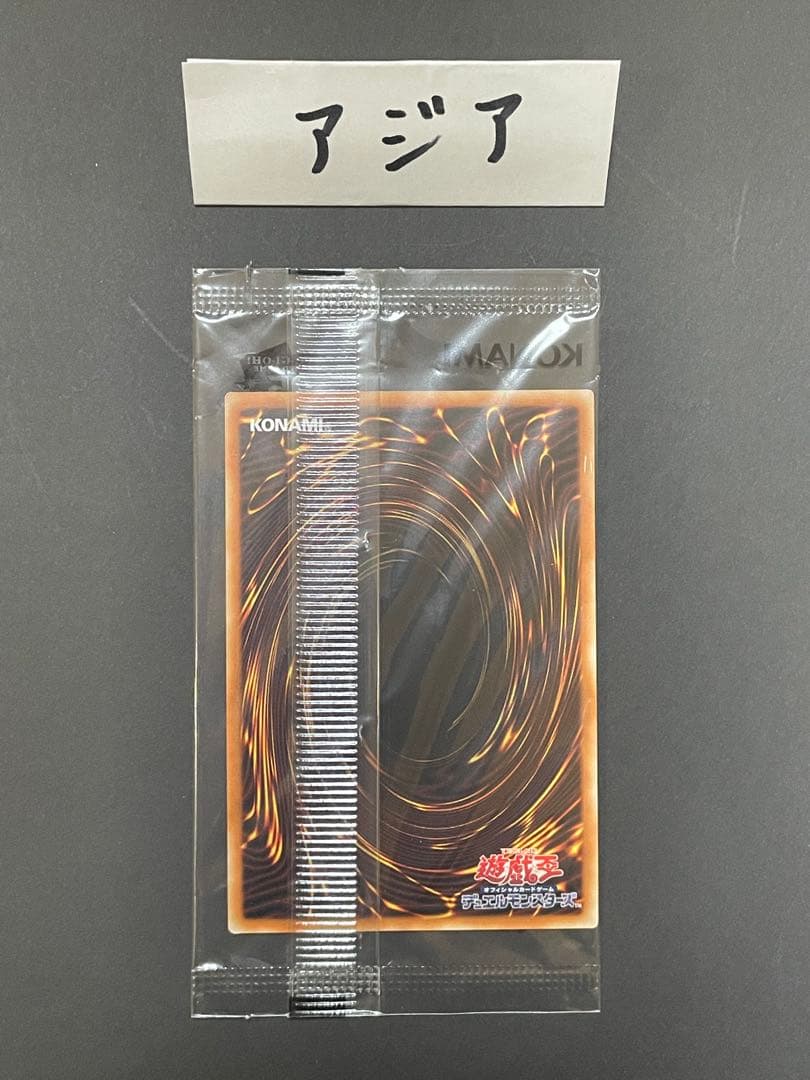 アジア
KONAMI
KONAMI
遊戯王
オフィシャルカードゲーム
デュエルモンスターズ